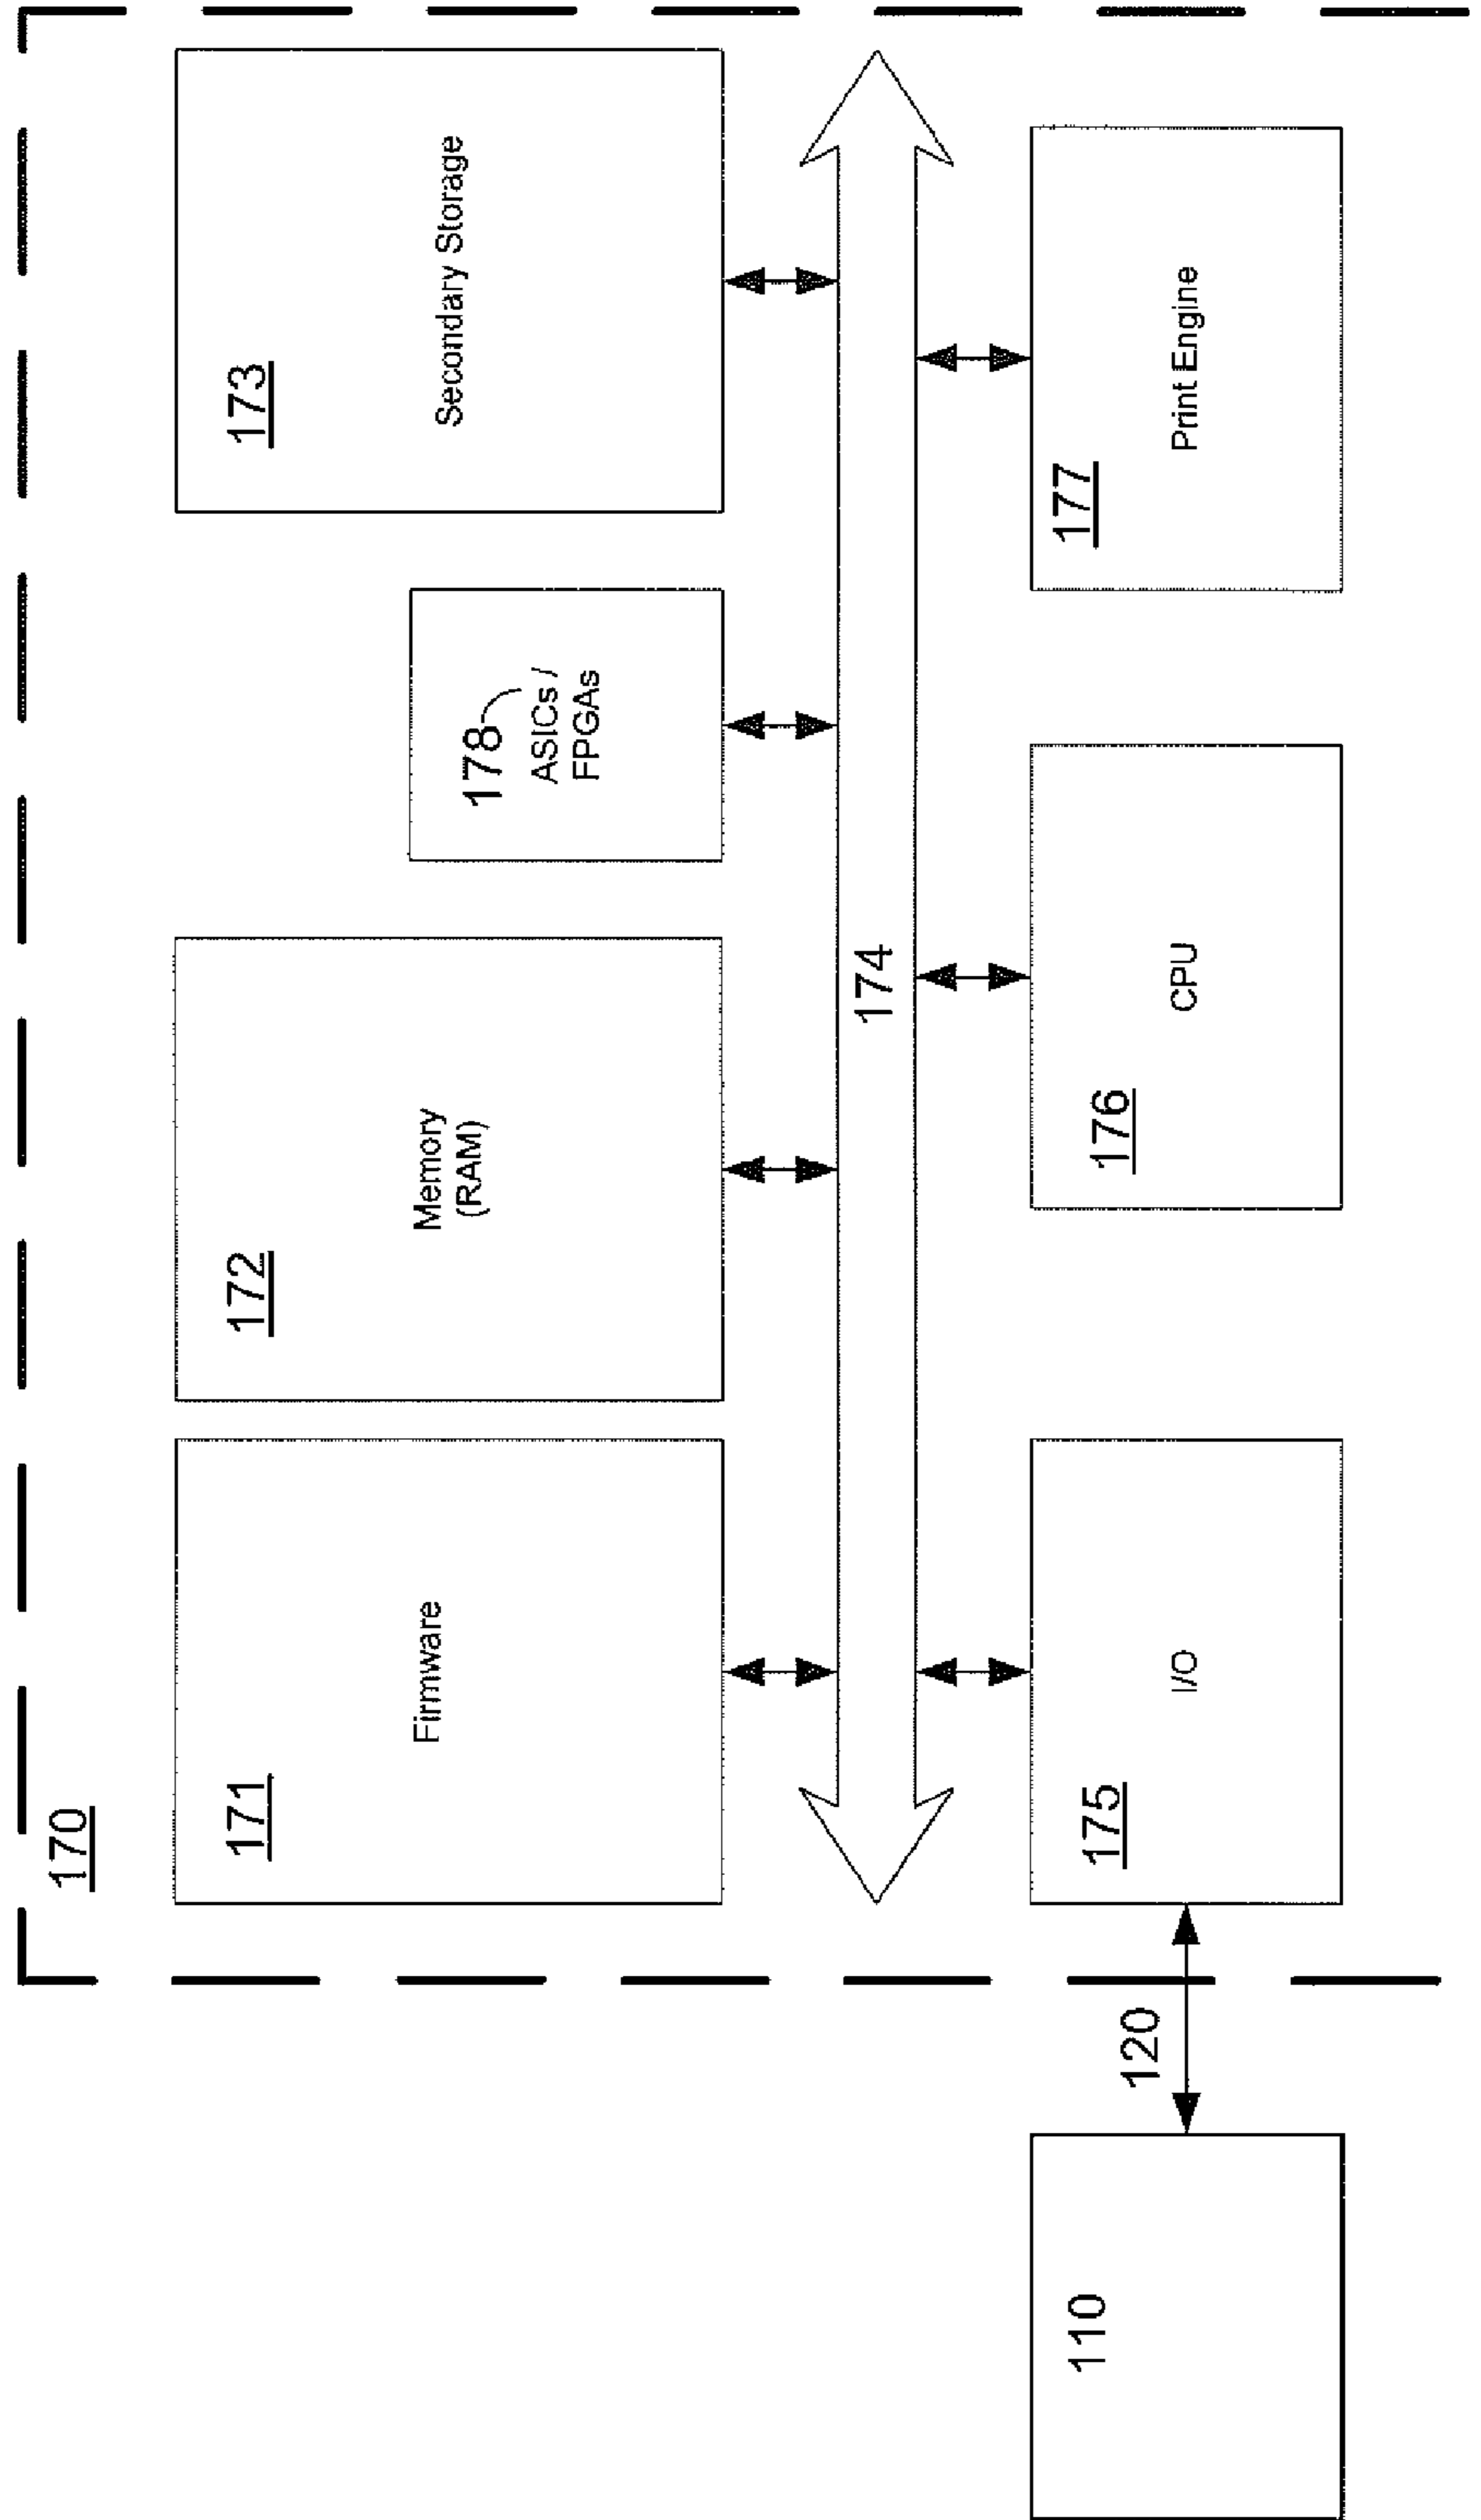 170
171
Firmware
172
Memory
(RAM)
178
ASICs /
FPGAs
173
Secondary Storage
174
110
120
175
I/O
176
CPU
177
Print Engine